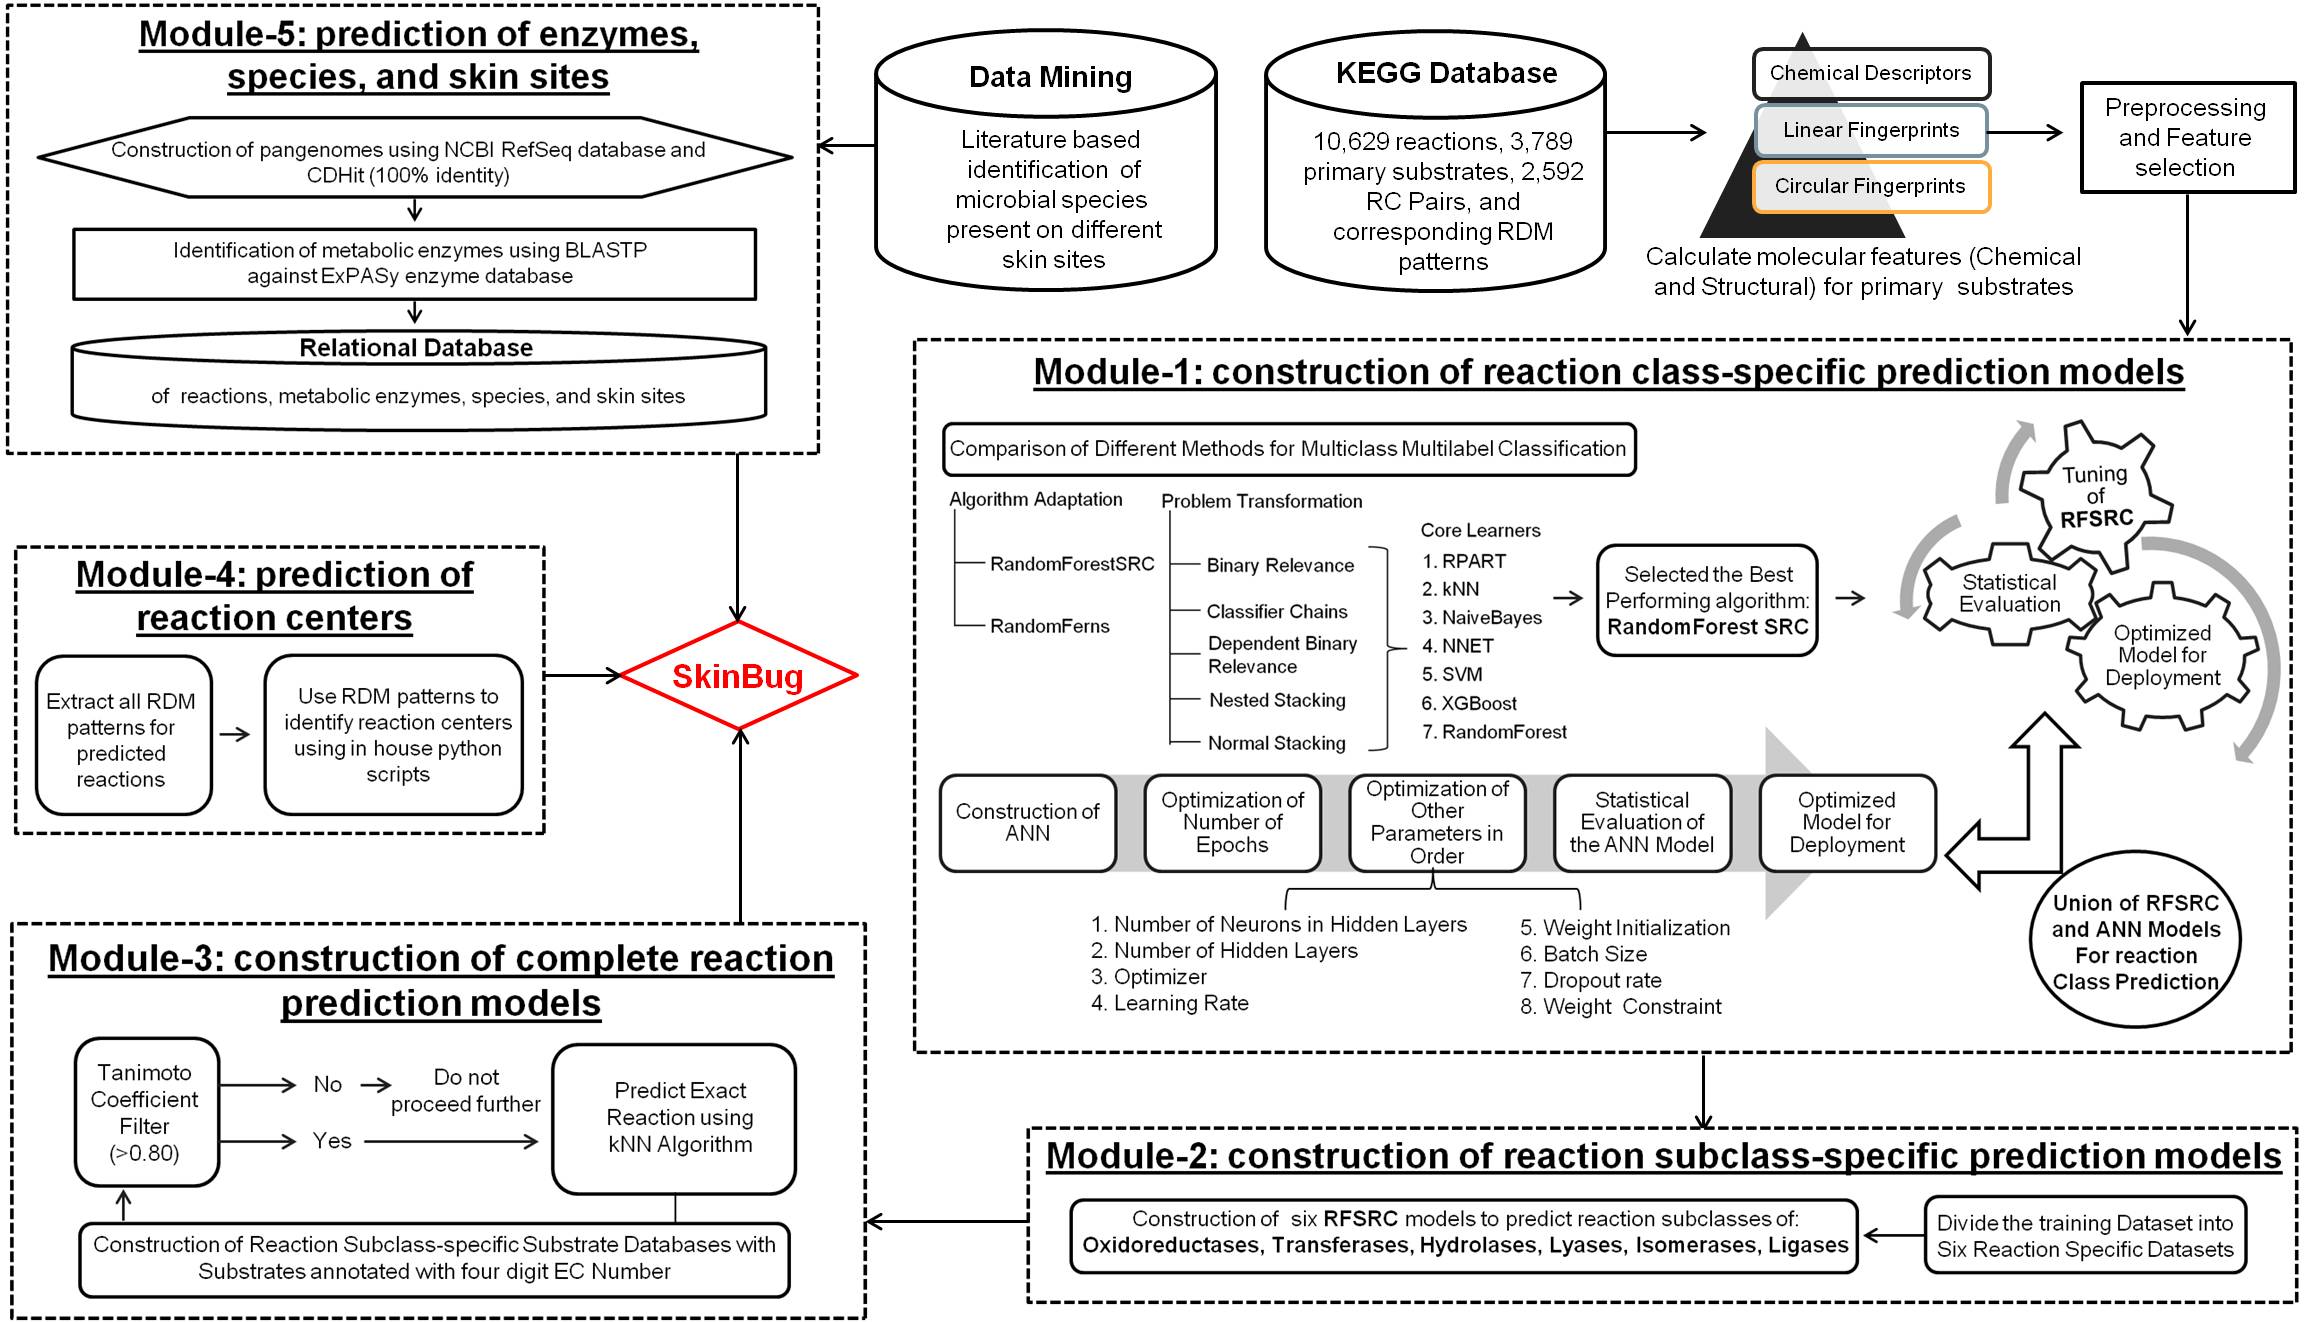 Module-5: prediction of enzymes,
species, and skin sites
Construction of pangenomes using NCBI RefSeq database and
CDHit (100% identity)
Identification of metabolic enzymes using BLASTP
against ExPASy enzyme database
Relational Database
of reactions, metabolic enzymes, species, and skin sites
Data Mining
Literature based
identification of
microbial species
present on different
skin sites
KEGG Database
10,629 reactions, 3,789
primary substrates, 2,592
RC Pairs, and
corresponding RDM
patterns
Chemical Descriptors
Linear Fingerprints
Circular Fingerprints
Calculate molecular features (Chemical
and Structural) for primary substrates
Preprocessing
and Feature
selection
Module-1: construction of reaction class-specific prediction models
Comparison of Different Methods for Multiclass Multilabel Classification
Algorithm Adaptation
RandomForestSRC
RandomFerns
Problem Transformation
Binary Relevance
Classifier Chains
Dependent Binary
Relevance
Nested Stacking
Normal Stacking
Core Learners
1. RPART
2. kNN
3. NaiveBayes
4. NNET
5. SVM
6. XGBoost
7. RandomForest
Selected the Best
Performing algorithm:
RandomForest SRC
Tuning
of
RFSRC
Statistical
Evaluation
Optimized
Model for
Deployment
Construction of
ANN
Optimization of
Number of
Epochs
Optimization of
Other
Parameters in
Order
Statistical
Evaluation of
the ANN Model
Optimized
Model for
Deployment
1. Number of Neurons in Hidden Layers
2. Number of Hidden Layers
3. Optimizer
4. Learning Rate
5. Weight Initialization
6. Batch Size
7. Dropout rate
8. Weight Constraint
Union of RFSRC
and ANN Models
For reaction
Class Prediction
Module-4: prediction of
reaction centers
Extract all RDM
patterns for
predicted
reactions
Use RDM patterns to
identify reaction centers
using in house python
scripts
SkinBug
Module-3: construction of complete reaction
prediction models
Tanimoto
Coefficient
Filter
(>0.80)
No
Do not
proceed further
Yes
Predict Exact
Reaction using
kNN Algorithm
Construction of Reaction Subclass-specific Substrate Databases with
Substrates annotated with four digit EC Number
Module-2: construction of reaction subclass-specific prediction models
Construction of six RFSRC models to predict reaction subclasses of:
Oxidoreductases, Transferases, Hydrolases, Lyases, Isomerases, Ligases
Divide the training Dataset into
Six Reaction Specific Datasets